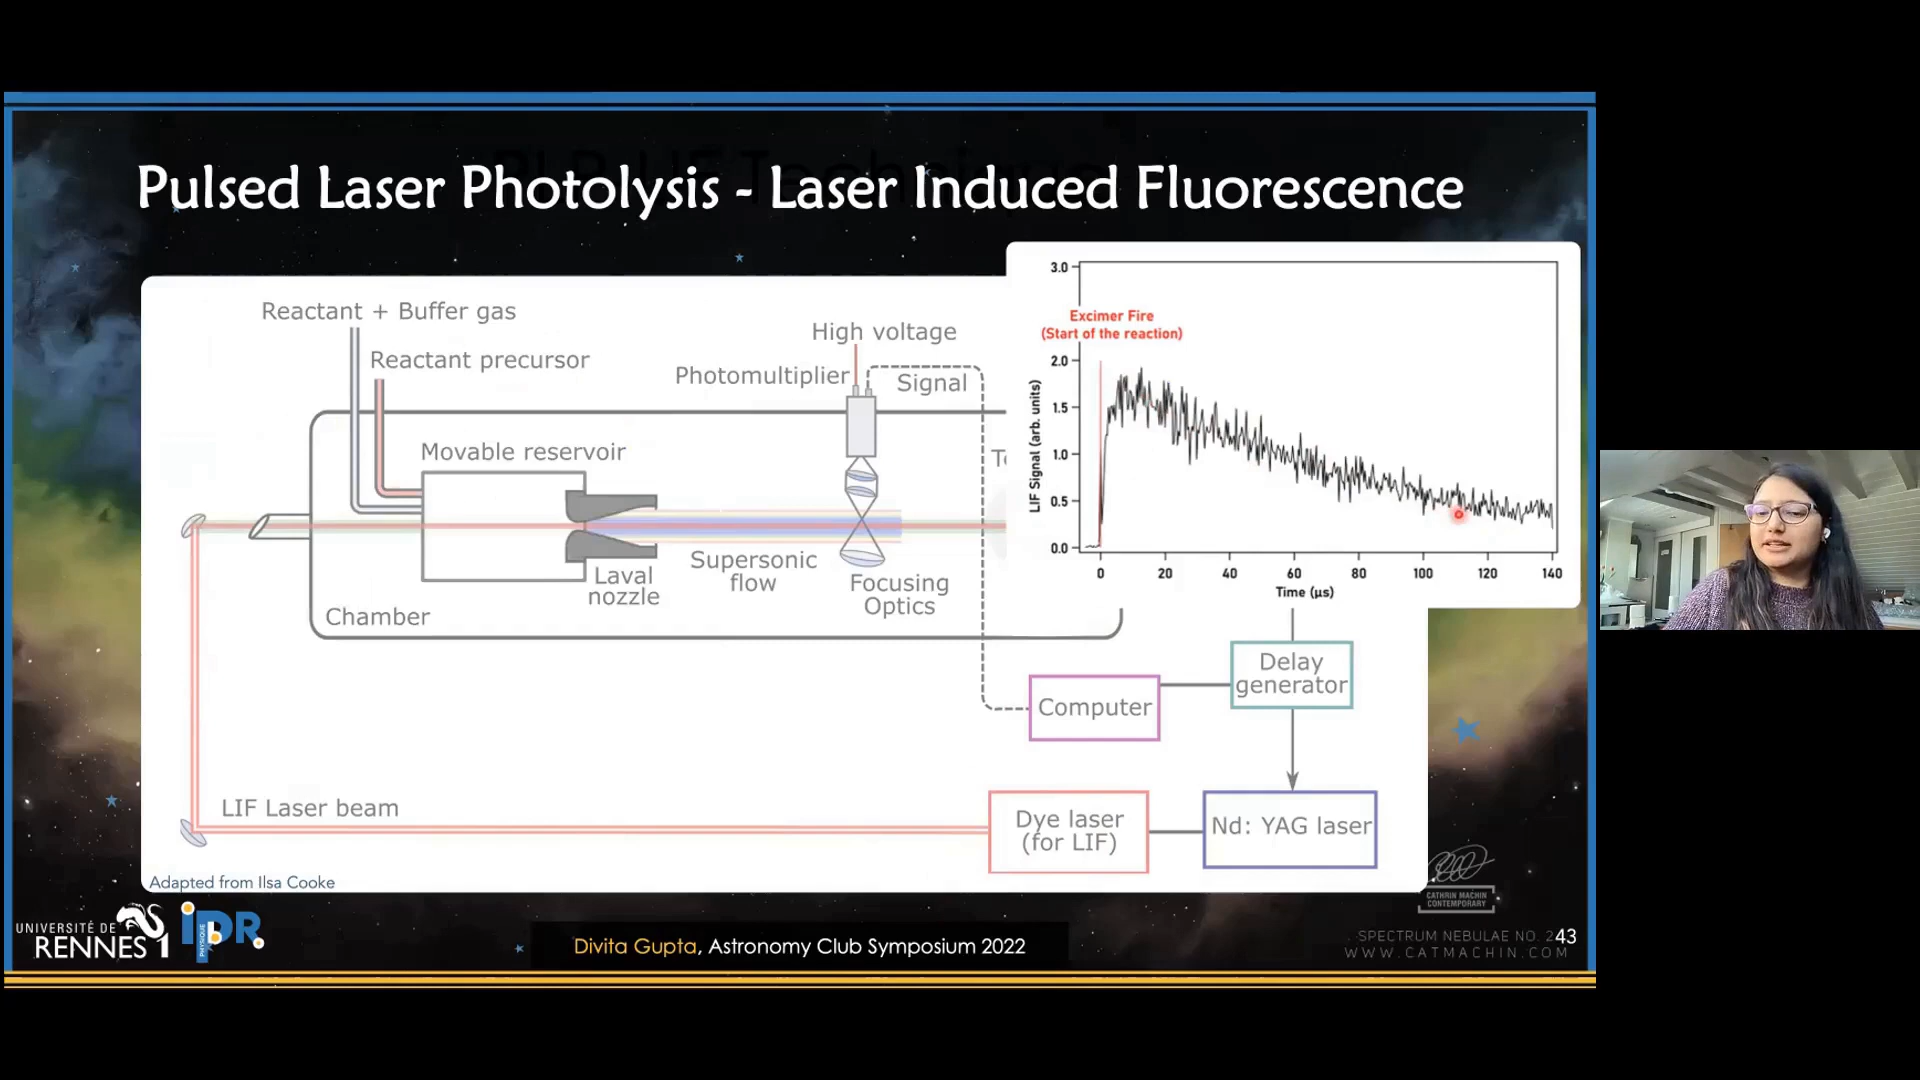 Pulsed Laser Photolysis - Laser Induced Fluorescence
Reactant + Buffer gas
Reactant precursor
High voltage
Photomultiplier
Signal
Movable reservoir
Laval
nozzle
Supersonic
flow
Focusing
Optics
Chamber
3.0
Excimer Fire
(Start of the reaction)
2.0
1.5
1.0
0.5
0.0
LIF Signal (arb. units)
0 20 40 60 80 100 120 140
Time (µs)
Delay
generator
Computer
LIF Laser beam
Dye laser
(for LIF)
Nd: YAG laser
Adapted from Ilsa Cooke
UNIVERSITÉ DE
RENNES 1
iPR
PHYSIQUE
CATHRIN MACHIN
CONTEMPORARY
Divita Gupta, Astronomy Club Symposium 2022
SPECTRUM NEBULAE NO. 2
43
WWW.CATMACHIN.COM